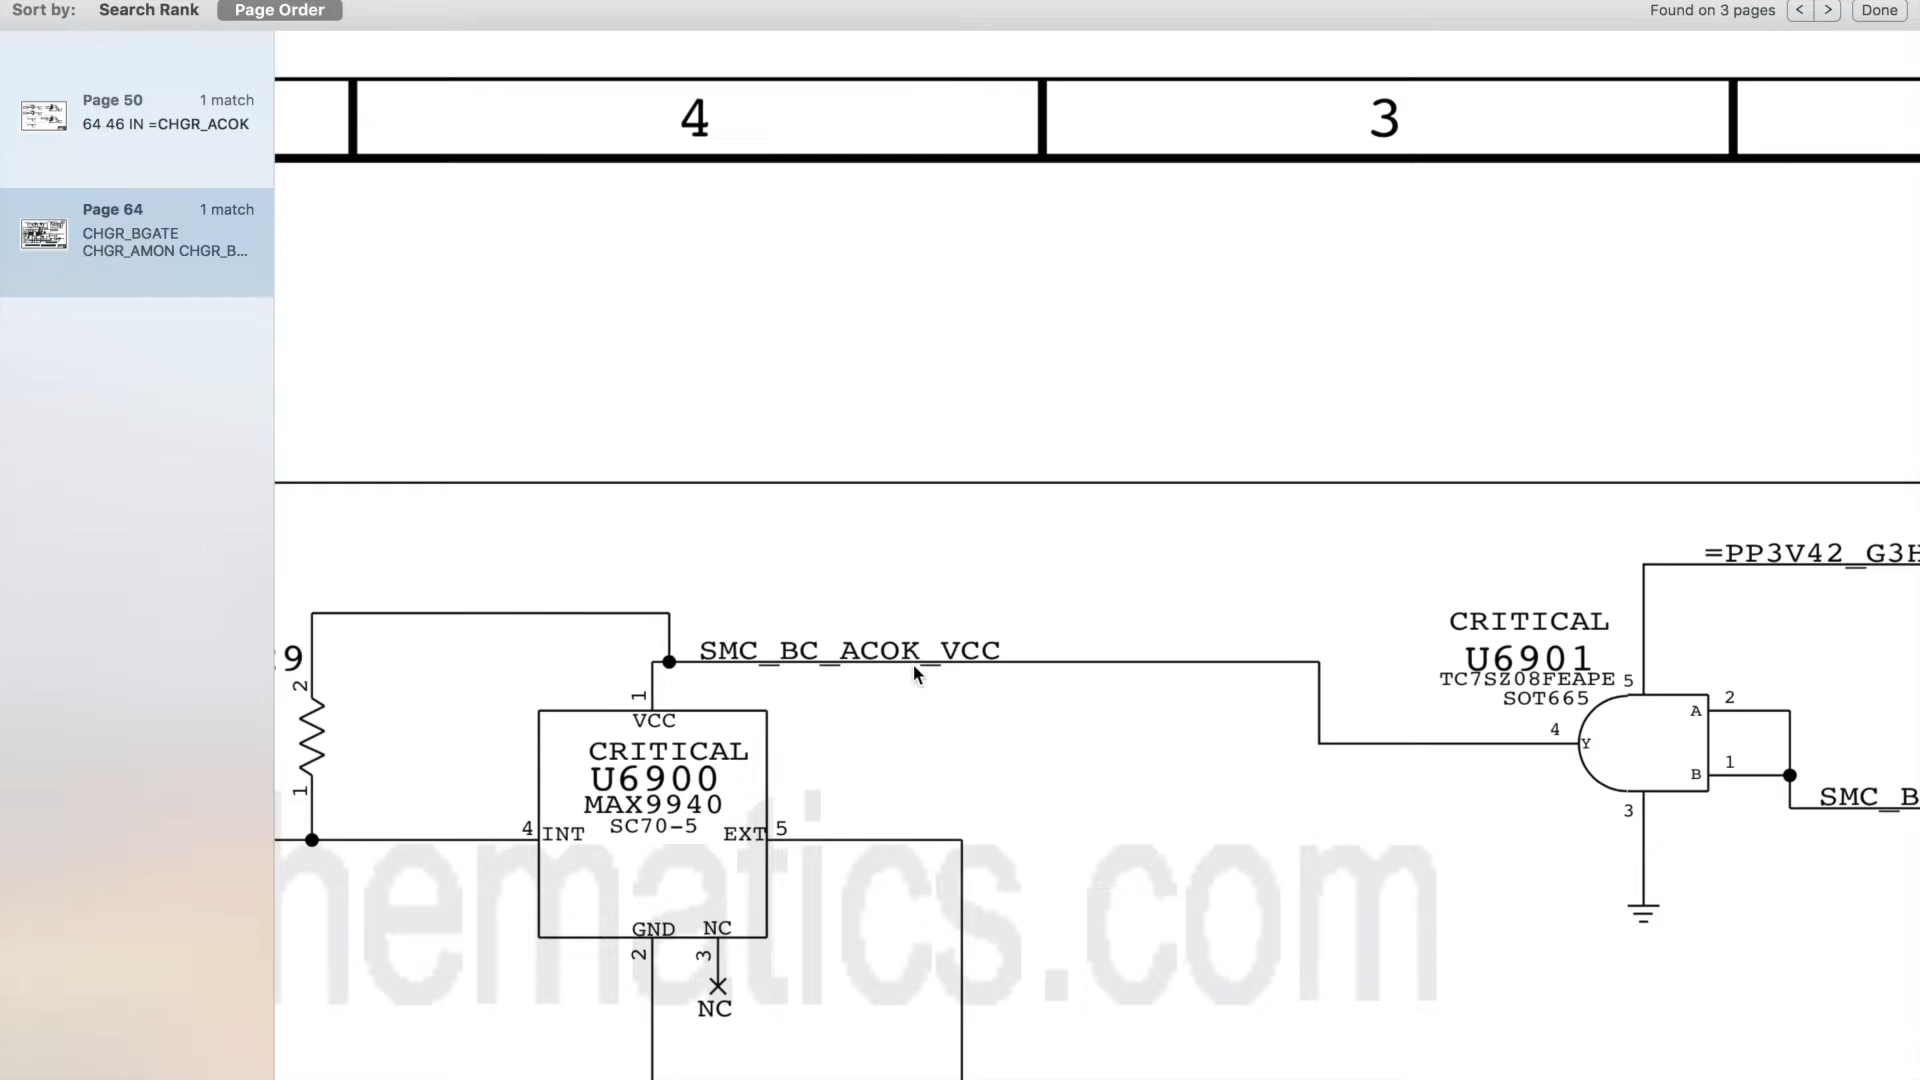 Sort by: Search Rank Page Order Found on 3 pages < > Done
Page 50 1 match
64 46 IN =CHGR_ACOK
Page 64 1 match
CHGR_BGATE
CHGR_AMON CHGR_B...
4 3
=PP3V42_G3H
CRITICAL
U6901
TC7SZ08FEAPE
SOT665
5
4
Y
A
2
B
1
3
SMC_B
SMC_BC_ACOK_VCC
9
2
1
1
VCC
CRITICAL
U6900
MAX9940
SC70-5
4 INT EXT 5
GND NC
2 3
NC
hematics.com